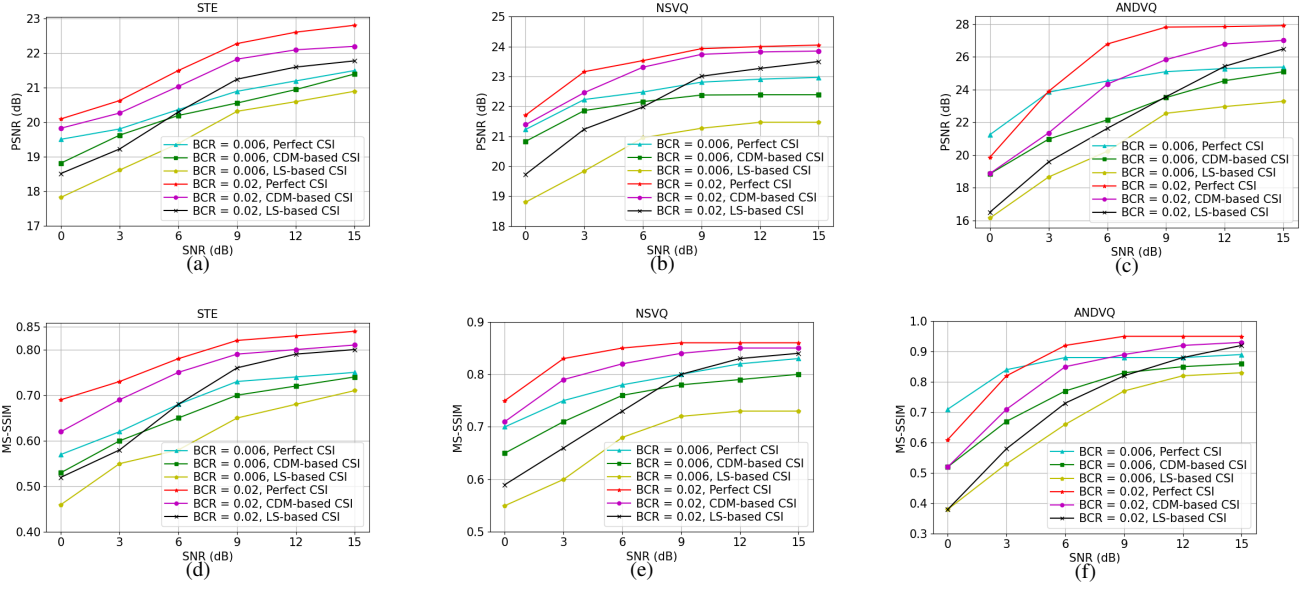 STE
PSNR (dB)
23
22
21
20
19
18
17
BCR = 0.006, Perfect CSI
BCR = 0.006, CDM-based CSI
BCR = 0.006, LS-based CSI
BCR = 0.02, Perfect CSI
BCR = 0.02, CDM-based CSI
BCR = 0.02, LS-based CSI
0 3 6 9 12 15
SNR (dB)
(a)
NSVQ
PSNR (dB)
25
24
23
22
21
20
19
18
BCR = 0.006, Perfect CSI
BCR = 0.006, CDM-based CSI
BCR = 0.006, LS-based CSI
BCR = 0.02, Perfect CSI
BCR = 0.02, CDM-based CSI
BCR = 0.02, LS-based CSI
0 3 6 9 12 15
SNR (dB)
(b)
ANDVQ
PSNR (dB)
28
26
24
22
20
18
16
BCR = 0.006, Perfect CSI
BCR = 0.006, CDM-based CSI
BCR = 0.006, LS-based CSI
BCR = 0.02, Perfect CSI
BCR = 0.02, CDM-based CSI
BCR = 0.02, LS-based CSI
0 3 6 9 12 15
SNR (dB)
(c)
STE
MS-SSIM
0.85
0.80
0.70
0.60
0.50
0.40
BCR = 0.006, Perfect CSI
BCR = 0.006, CDM-based CSI
BCR = 0.006, LS-based CSI
BCR = 0.02, Perfect CSI
BCR = 0.02, CDM-based CSI
BCR = 0.02, LS-based CSI
0 3 6 9 12 15
SNR (dB)
(d)
NSVQ
MS-SSIM
0.9
0.8
0.7
0.6
0.5
BCR = 0.006, Perfect CSI
BCR = 0.006, CDM-based CSI
BCR = 0.006, LS-based CSI
BCR = 0.02, Perfect CSI
BCR = 0.02, CDM-based CSI
BCR = 0.02, LS-based CSI
0 3 6 9 12 15
SNR (dB)
(e)
ANDVQ
MS-SSIM
1.0
0.9
0.8
0.7
0.6
0.5
0.4
0.3
BCR = 0.006, Perfect CSI
BCR = 0.006, CDM-based CSI
BCR = 0.006, LS-based CSI
BCR = 0.02, Perfect CSI
BCR = 0.02, CDM-based CSI
BCR = 0.02, LS-based CSI
0 3 6 9 12 15
SNR (dB)
(f)